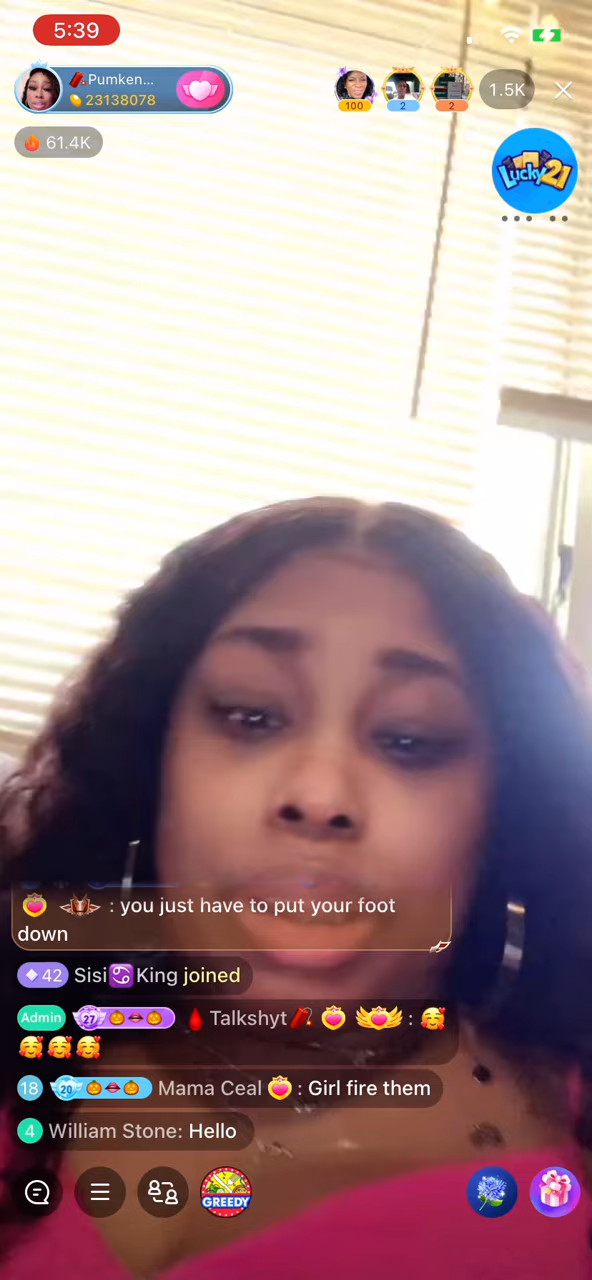 5:39
Pumken...
23138078
100
2
2
1.5K
61.4K
Lucky21
: you just have to put your foot
down
42 Sisi♋King joined
Admin 27 🎃👄🎃 🩸Talkshyt🧨 : 🥰
🥰🥰🥰
18 20 🎃👄🎃 Mama Ceal : Girl fire them
4 William Stone: Hello
GREEDY